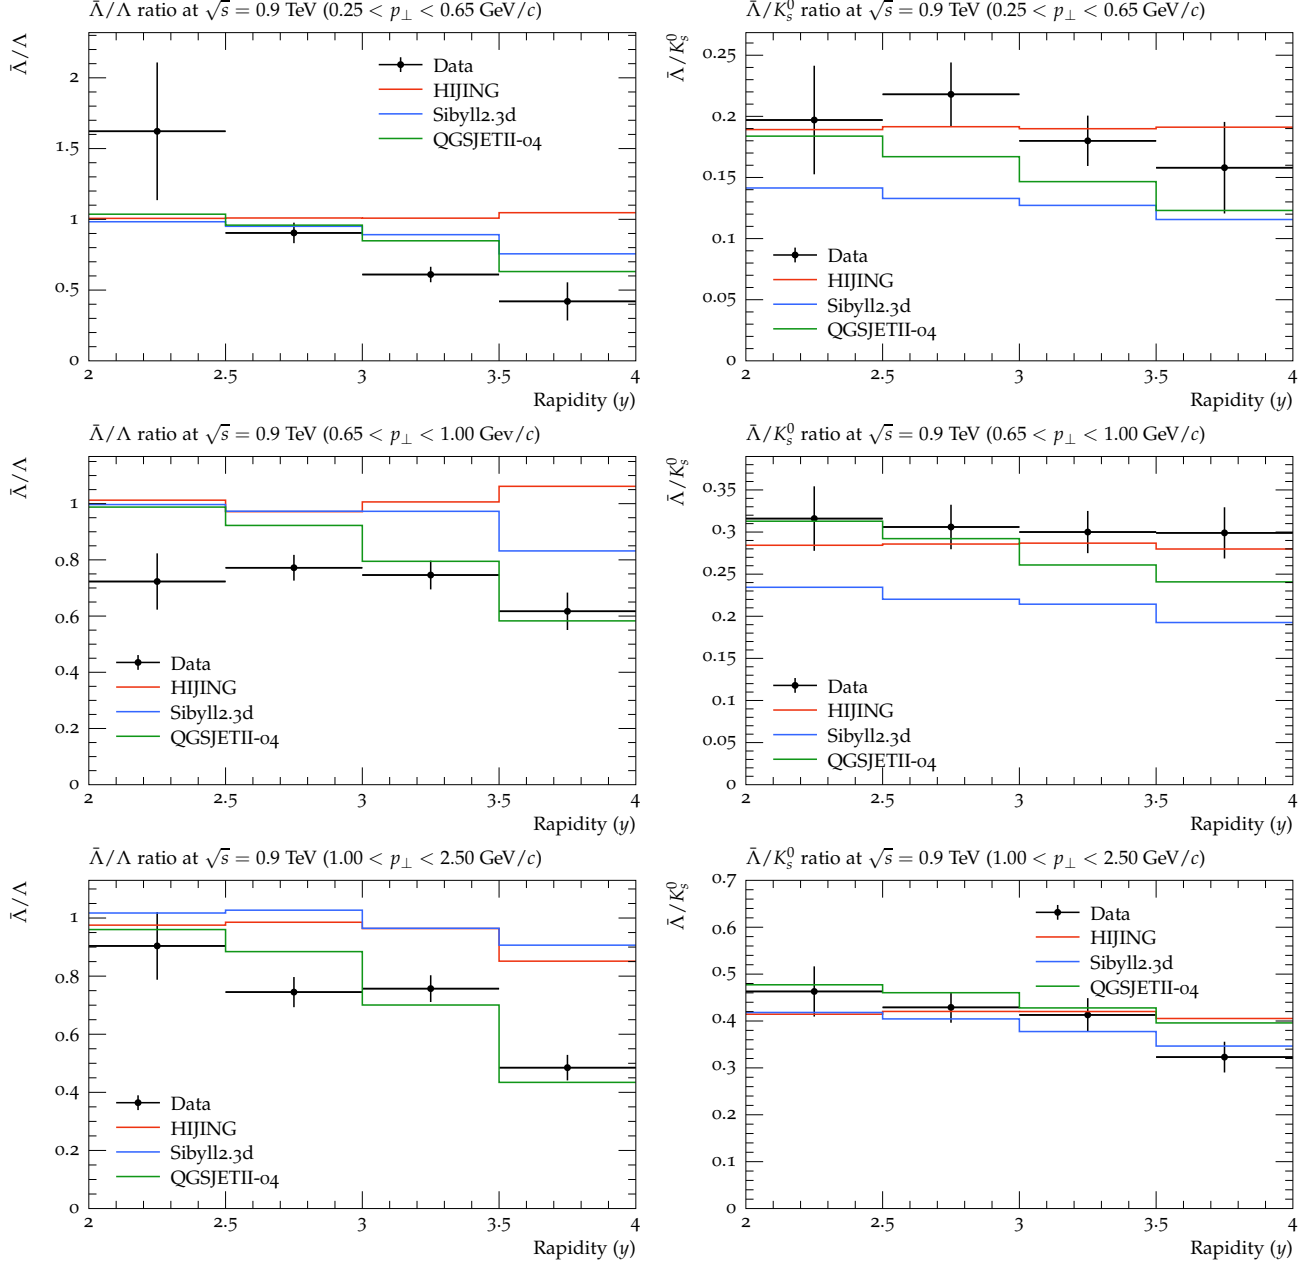 Λ̄/Λ ratio at √s = 0.9 TeV (0.25 < p⊥ < 0.65 GeV/c)
Λ̄/Λ
2
1.5
1
0.5
0
Data
HIJING
Sibyll2.3d
QGSJETII-04
2 2.5 3 3.5 4
Rapidity (y)
Λ̄/K⁰ₛ ratio at √s = 0.9 TeV (0.25 < p⊥ < 0.65 GeV/c)
Λ̄/K⁰ₛ
0.25
0.2
0.15
0.1
0.05
0
Data
HIJING
Sibyll2.3d
QGSJETII-04
2 2.5 3 3.5 4
Rapidity (y)
Λ̄/Λ ratio at √s = 0.9 TeV (0.65 < p⊥ < 1.00 Gev/c)
Λ̄/Λ
1
0.8
0.6
0.4
0.2
0
Data
HIJING
Sibyll2.3d
QGSJETII-04
2 2.5 3 3.5 4
Rapidity (y)
Λ̄/K⁰ₛ ratio at √s = 0.9 TeV (0.65 < p⊥ < 1.00 GeV/c)
Λ̄/K⁰ₛ
0.35
0.3
0.25
0.2
0.15
0.1
0.05
0
Data
HIJING
Sibyll2.3d
QGSJETII-04
2 2.5 3 3.5 4
Rapidity (y)
Λ̄/Λ ratio at √s = 0.9 TeV (1.00 < p⊥ < 2.50 GeV/c)
Λ̄/Λ
1
0.8
0.6
0.4
0.2
0
Data
HIJING
Sibyll2.3d
QGSJETII-04
2 2.5 3 3.5 4
Rapidity (y)
Λ̄/K⁰ₛ ratio at √s = 0.9 TeV (1.00 < p⊥ < 2.50 GeV/c)
Λ̄/K⁰ₛ
0.7
0.6
0.5
0.4
0.3
0.2
0.1
0
Data
HIJING
Sibyll2.3d
QGSJETII-04
2 2.5 3 3.5 4
Rapidity (y)